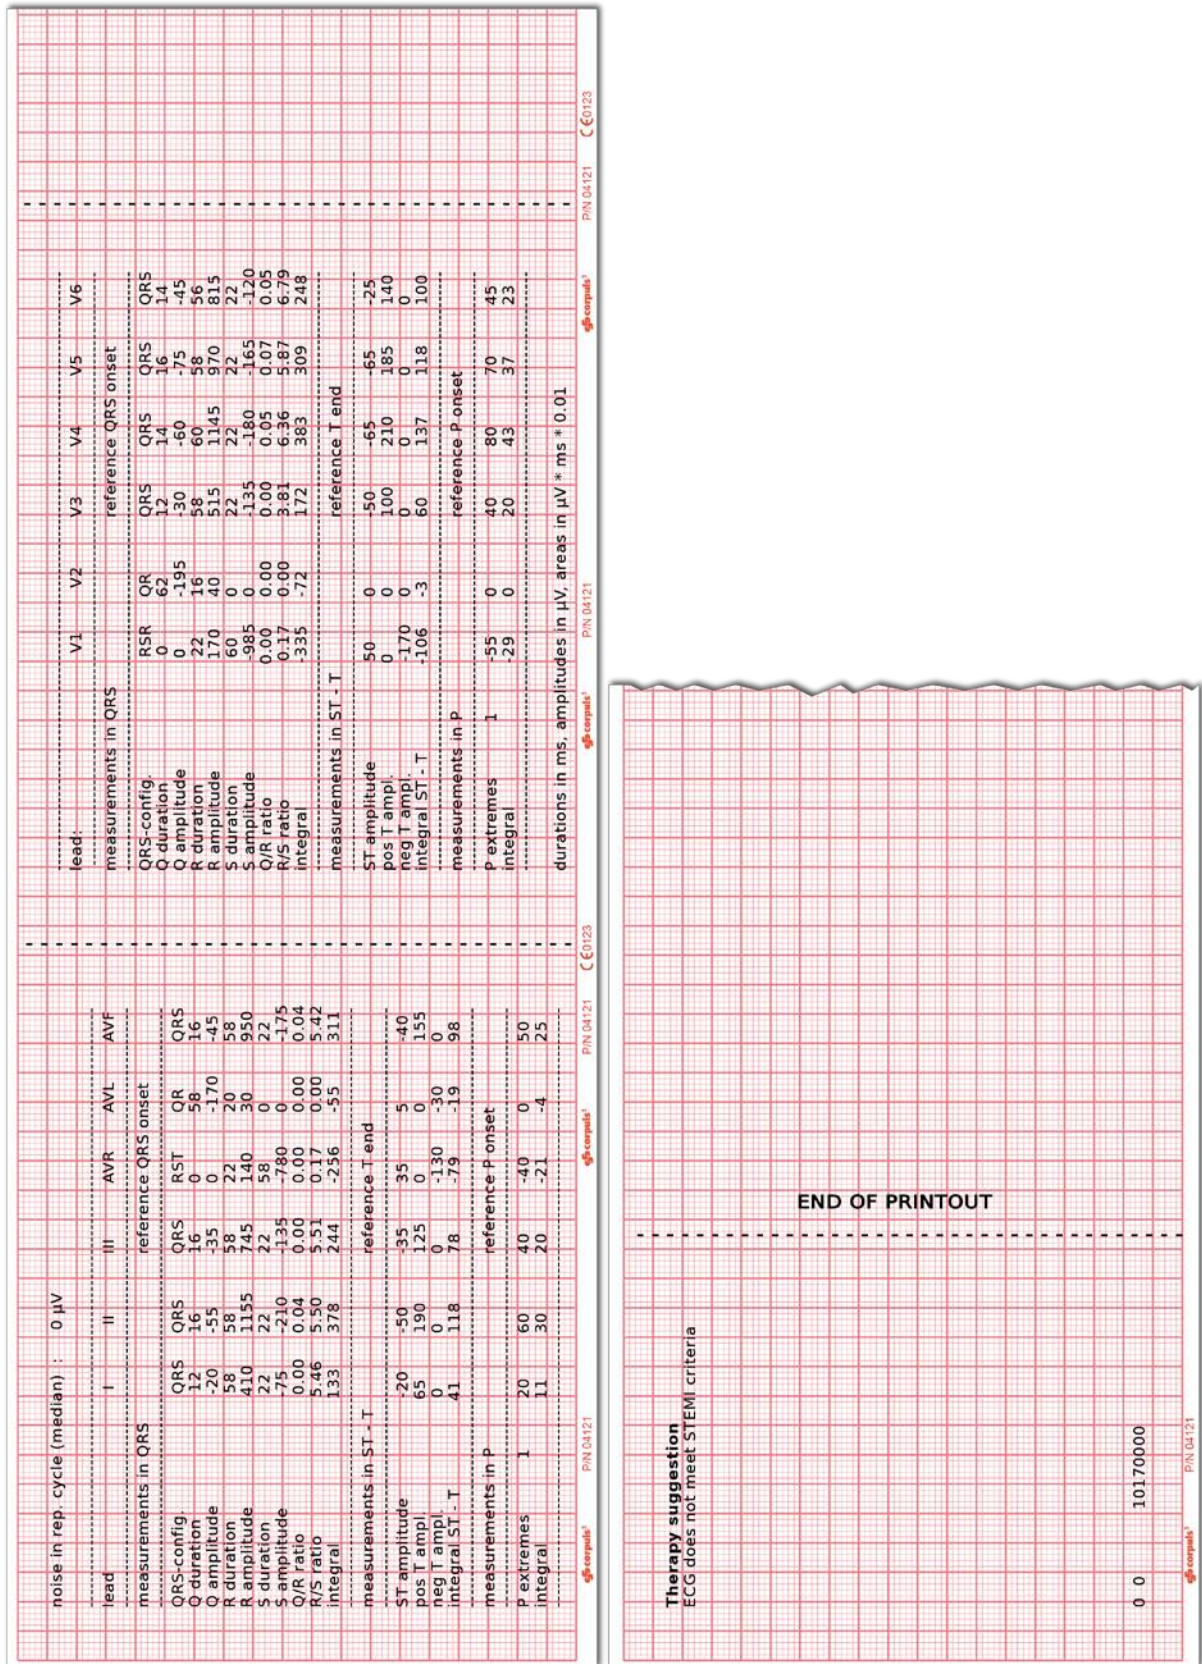 noise in rep. cycle (median) : 0 µV
lead I II III AVR AVL AVF
measurements in QRS reference QRS onset
QRS-config. QRS QRS QRS RST QR QRS
Q duration 12 16 16 0 58 16
Q amplitude -20 -55 -35 0 -170 -45
R duration 58 58 58 22 20 58
R amplitude 410 1155 745 140 30 950
S duration 22 22 22 58 0 22
S amplitude -75 -210 -135 -780 0 -175
Q/R ratio 0.00 0.04 0.00 0.00 0.00 0.04
R/S ratio 5.46 5.50 5.51 0.17 0.00 5.42
integral 133 378 244 -256 -55 311
measurements in ST - T reference T end
ST amplitude -20 -50 -35 35 5 -40
pos T ampl. 65 190 125 0 0 155
neg T ampl. 0 0 0 -130 -30 0
integral ST - T 41 118 78 -79 -19 98
measurements in P reference P onset
P extremes 1 20 60 40 -40 0 50
integral 11 30 20 -21 -4 25
corpuls³ P/N 04121 corpuls³ P/N 04121 CE0123
lead: V1 V2 V3 V4 V5 V6
measurements in QRS reference QRS onset
QRS-config. RSR QR QRS QRS QRS QRS
Q duration 0 62 12 14 16 14
Q amplitude 0 -195 -30 -60 -75 -45
R duration 22 16 58 60 58 56
R amplitude 170 40 515 1145 970 815
S duration 60 0 22 22 22 22
S amplitude -985 0 -135 -180 -165 -120
Q/R ratio 0.00 0.00 0.00 0.05 0.07 0.05
R/S ratio 0.17 0.00 3.81 6.36 5.87 6.79
integral -335 -72 172 383 309 248
measurements in ST - T reference T end
ST amplitude 50 0 -50 -65 -65 -25
pos T ampl. 0 0 100 210 185 140
neg T ampl. -170 0 0 0 0 0
integral ST - T -106 -3 60 137 118 100
measurements in P reference P onset
P extremes 1 -55 0 40 80 70 45
integral -29 0 20 43 37 23
durations in ms, amplitudes in µV, areas in µV * ms * 0.01
corpuls³ P/N 04121 corpuls³ P/N 04121 CE0123
Therapy suggestion
ECG does not meet STEMI criteria
0 0 10170000
corpuls³ P/N 04121
END OF PRINTOUT